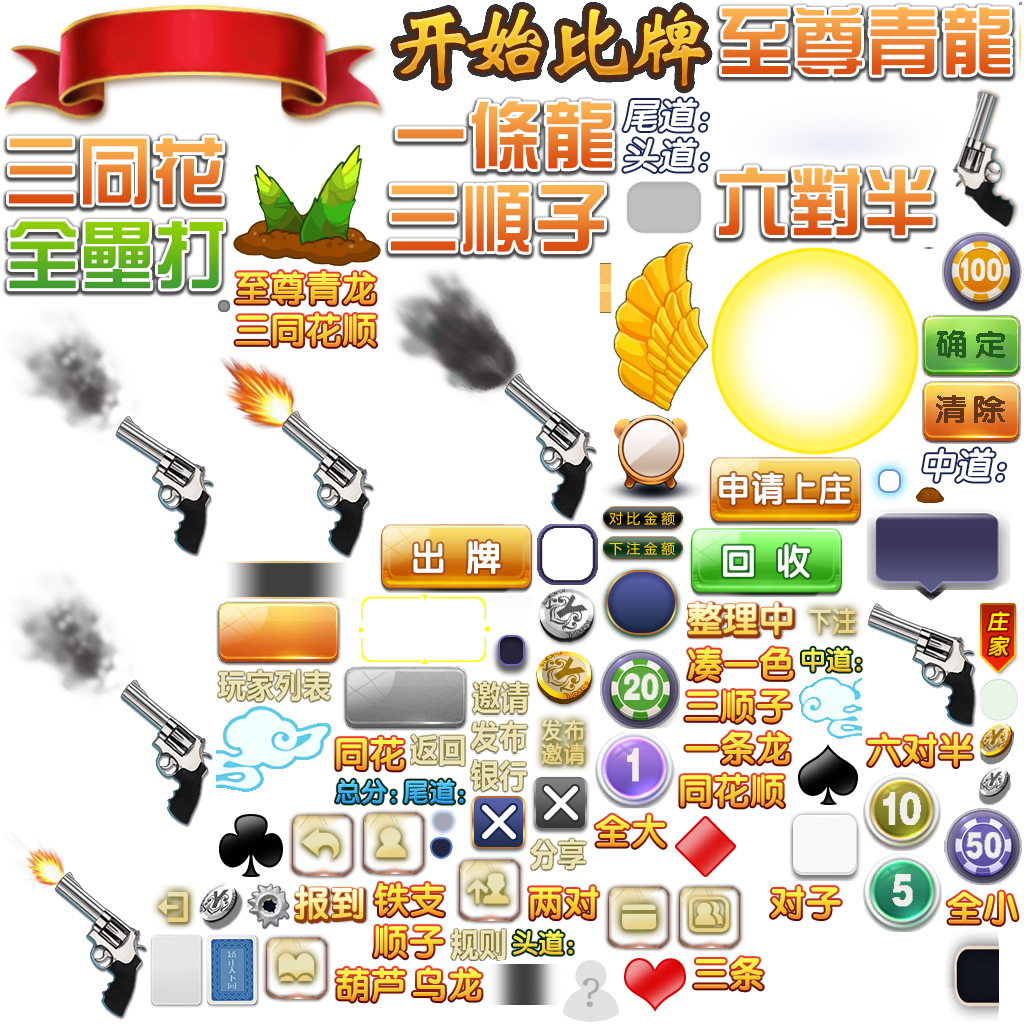 开始比牌
至尊青龍
一條龍
尾道:
头道:
三同花
三順子
六對半
全壘打
至尊青龙
三同花顺
100
确定
清除
中道:
申请上庄
对比金额
下注金额
出牌
回收
整理中
下注
庄家
凑一色
中道:
20
玩家列表
邀请
三顺子
发布
邀请
同花
返回
发布
一条龙
六对半
银行
1
同花顺
总分:
尾道:
10
全大
分享
50
5
报到
铁支
两对
对子
全小
顺子
规则
头道:
葫芦
乌龙
三条
?